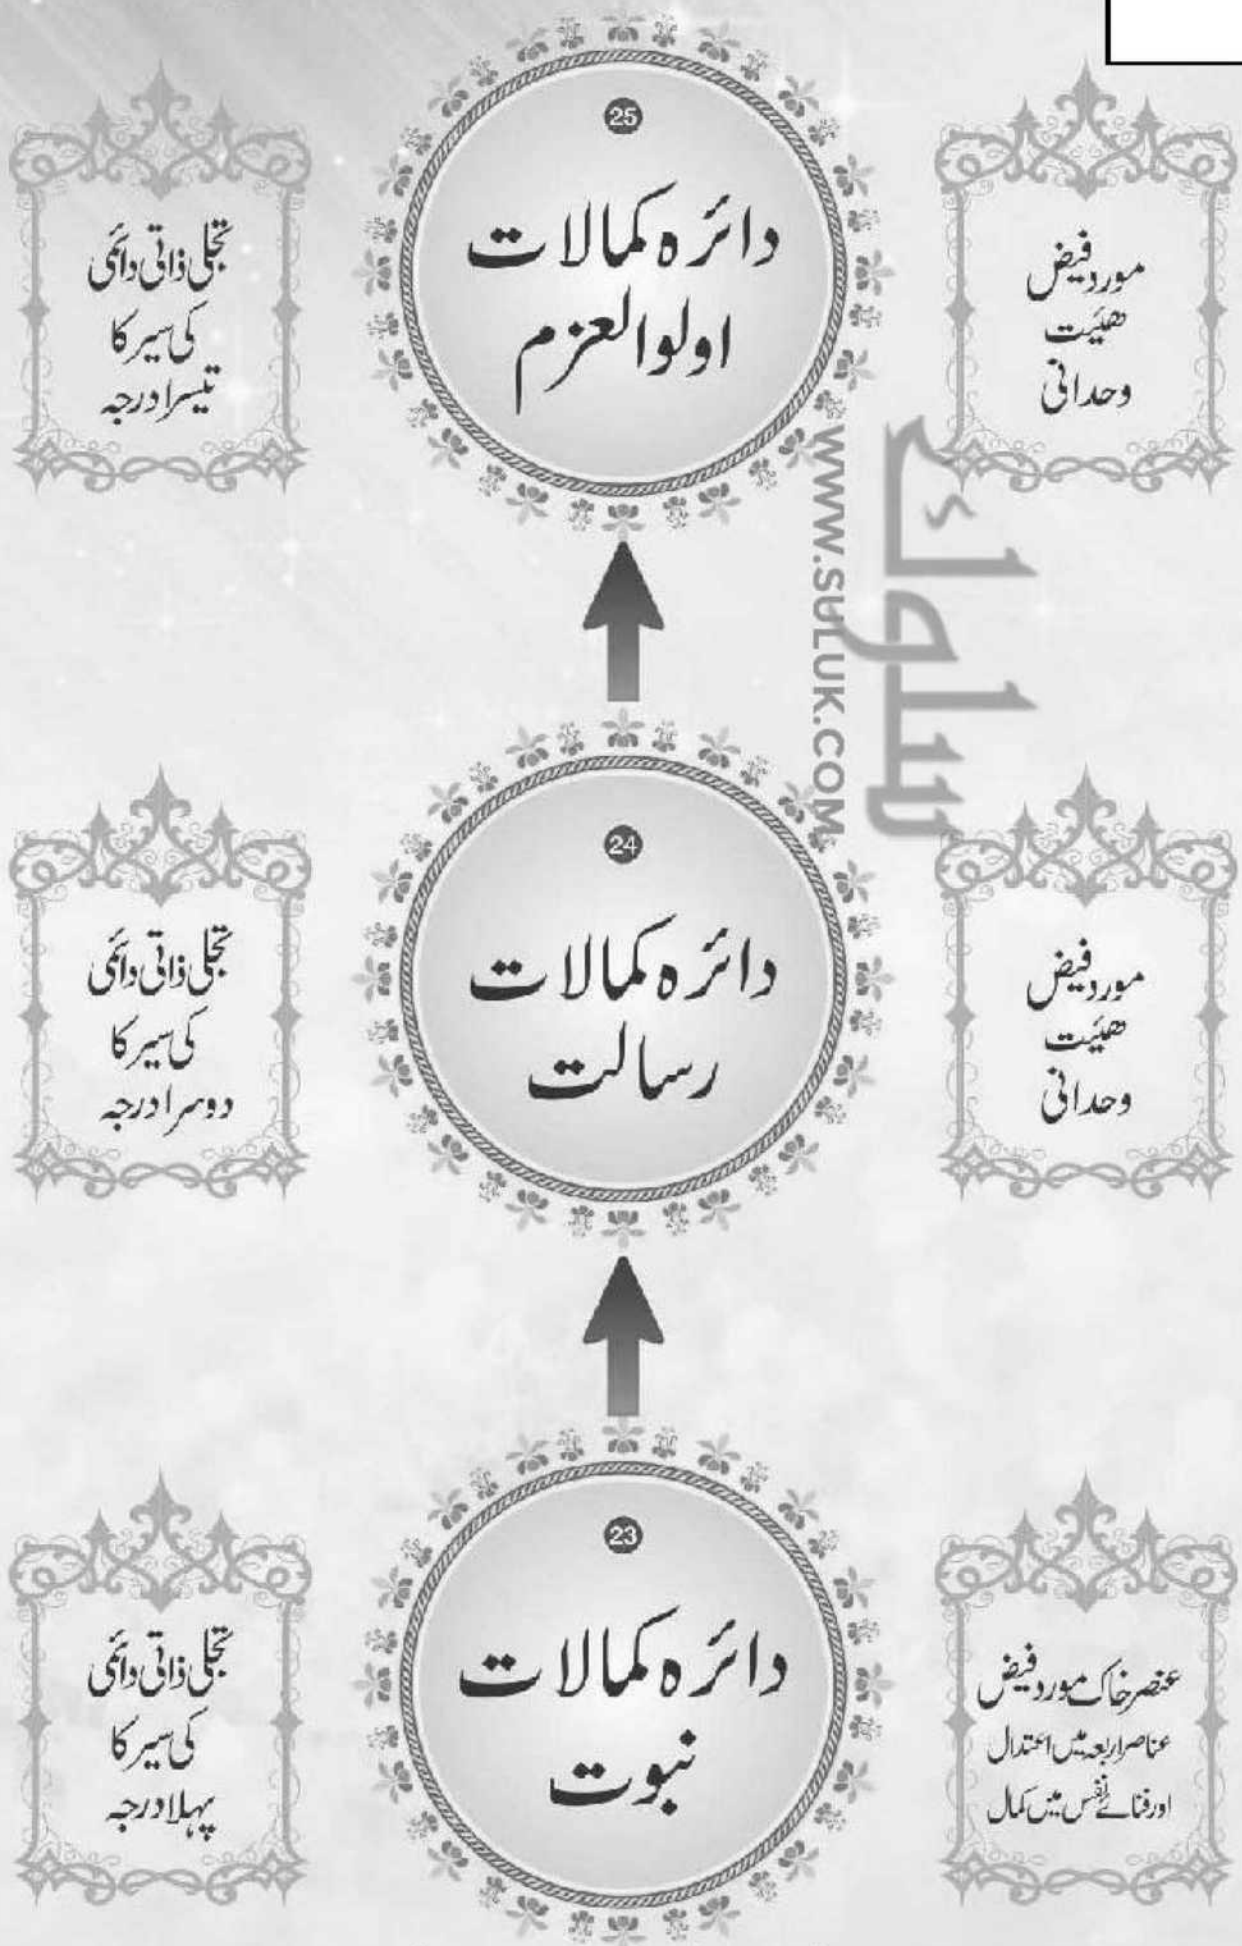 25
دائرہ کمالات
اولوالعزم
مورد فیض
ھیئت
وحدانی
تجلی ذاتی دائمی
کی سیر کا
تیسرا درجہ
سلوک
WWW.SULUK.COM
24
دائرہ کمالات
رسالت
مورد فیض
ھیئت
وحدانی
تجلی ذاتی دائمی
کی سیر کا
دوسرا درجہ
23
دائرہ کمالات
نبوت
عنصر خاک مورد فیض
عناصر اربعہ میں اعتدال
اور فنائے نفس میں کمال
تجلی ذاتی دائمی
کی سیر کا
پہلا درجہ